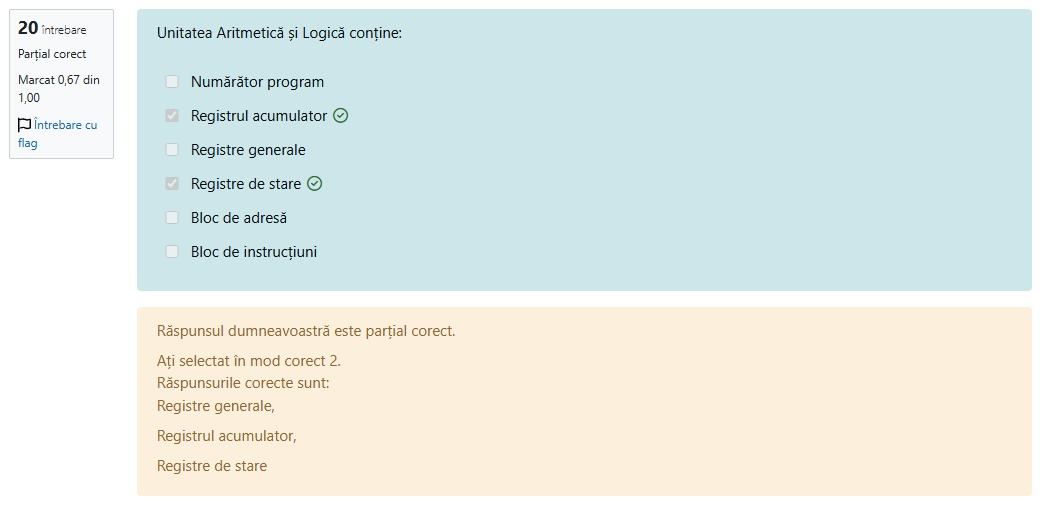 20 Întrebare
Parțial corect
Marcat 0,67 din
1,00
Întrebare cu
flag
Unitatea Aritmetică și Logică conține:
Numărător program
Registrul acumulator
Registre generale
Registre de stare
Bloc de adresă
Bloc de instrucțiuni
Răspunsul dumneavoastră este parțial corect.
Ați selectat în mod corect 2.
Răspunsurile corecte sunt:
Registre generale,
Registrul acumulator,
Registre de stare